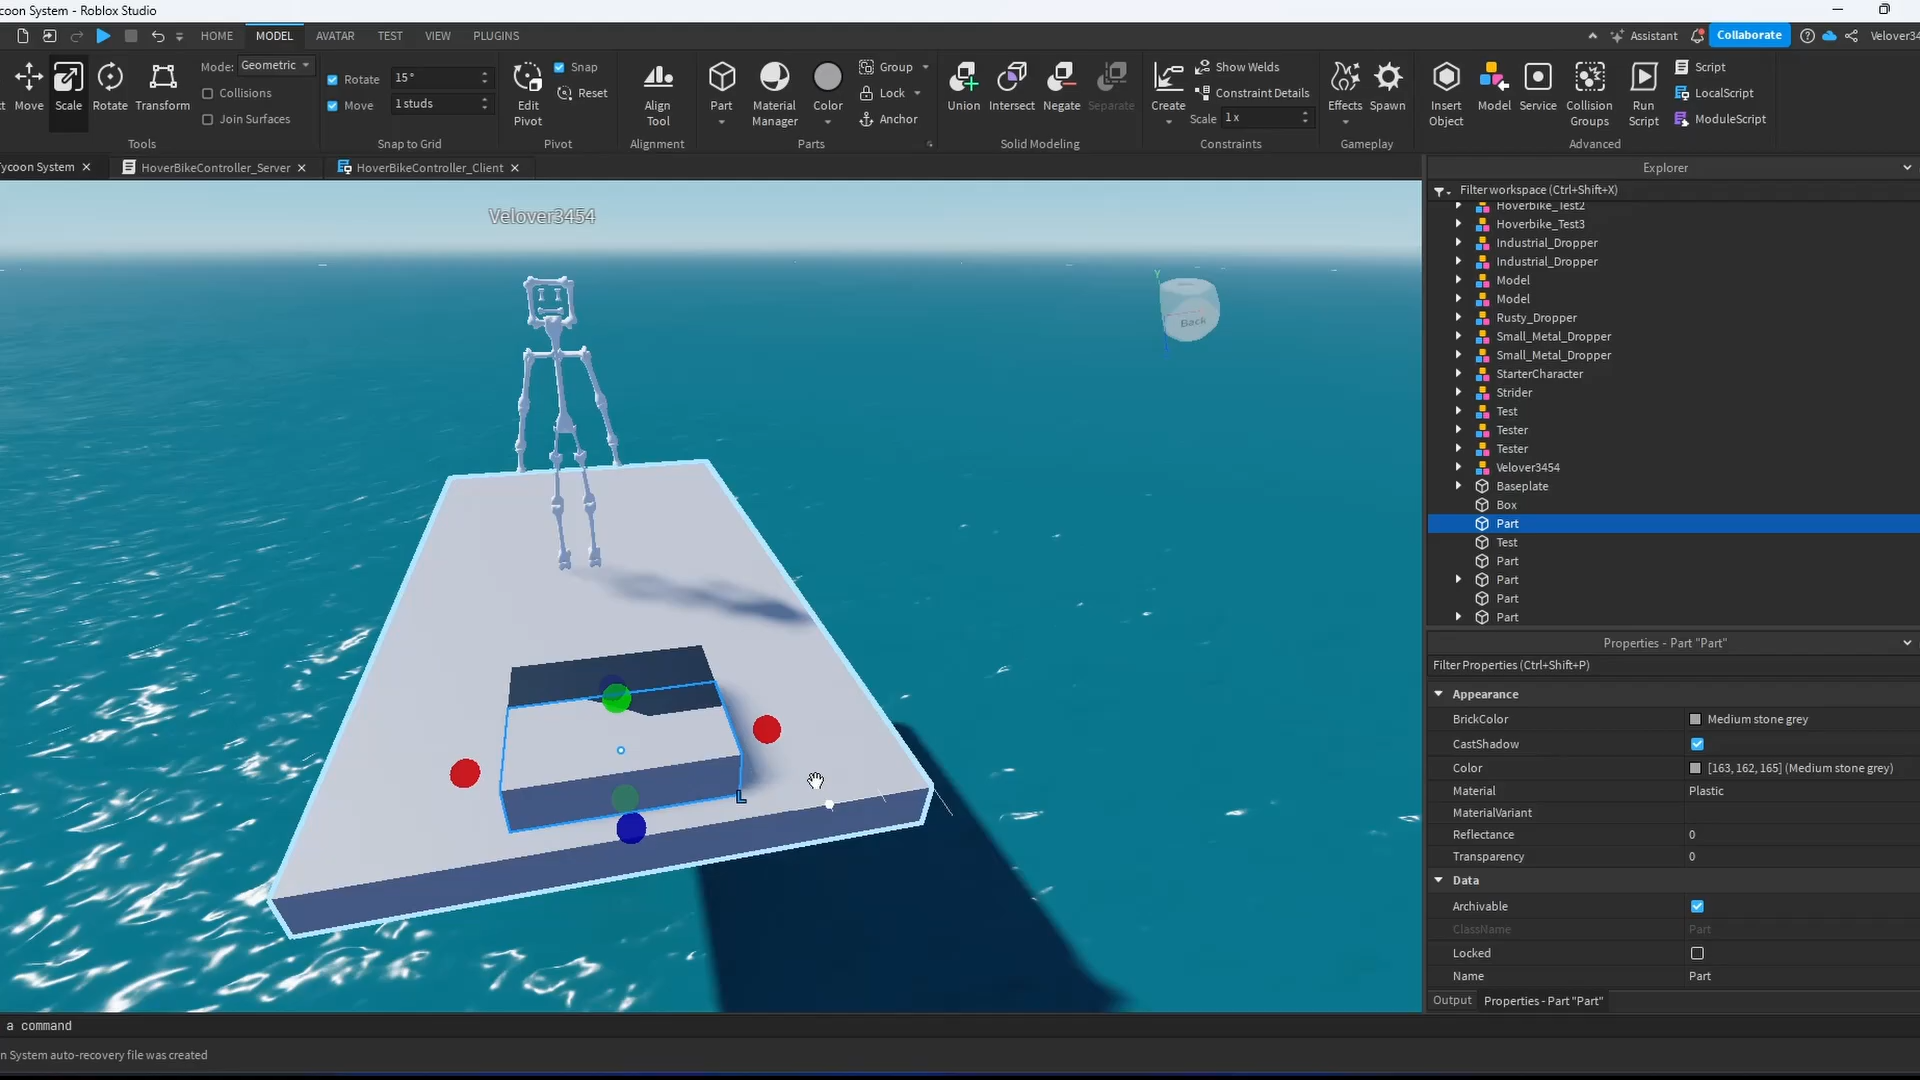 coon System - Roblox Studio
HOME MODEL AVATAR TEST VIEW PLUGINS
Assistant Collaborate Velover34
Move Scale Rotate Transform
Mode: Geometric
Collisions
Join Surfaces
Tools
Rotate 15°
Move 1 studs
Snap to Grid
Edit Pivot
Snap
Reset
Pivot
Align Tool
Alignment
Part
Material Manager
Color
Group
Lock
Anchor
Parts
Union Intersect Negate Separate
Solid Modeling
Create
Show Welds
Constraint Details
Scale 1 x
Constraints
Effects Spawn
Gameplay
Insert Object
Model
Service
Collision Groups
Run Script
Script
LocalScript
ModuleScript
Advanced
ycoon System
HoverBikeController_Server
HoverBikeController_Client
Velover3454
Y
Back
L
Explorer
Filter workspace (Ctrl+Shift+X)
Hoverbike_Test2
Hoverbike_Test3
Industrial_Dropper
Industrial_Dropper
Model
Model
Rusty_Dropper
Small_Metal_Dropper
Small_Metal_Dropper
StarterCharacter
Strider
Test
Tester
Tester
Velover3454
Baseplate
Box
Part
Test
Part
Part
Part
Part
Properties - Part "Part"
Filter Properties (Ctrl+Shift+P)
Appearance
BrickColor Medium stone grey
CastShadow
Color [163, 162, 165] (Medium stone grey)
Material Plastic
MaterialVariant
Reflectance 0
Transparency 0
Data
Archivable
ClassName Part
Locked
Name Part
Output Properties - Part "Part"
a command
n System auto-recovery file was created